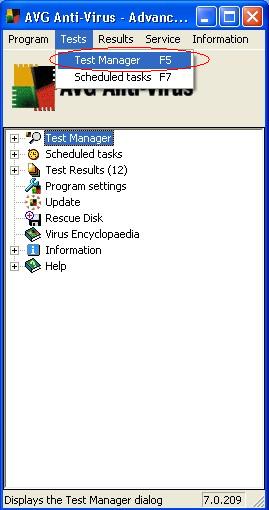 AVG Anti-Virus - Advanc...
Program Tests Results Service Information
Test Manager F5
Scheduled tasks F7
AVG Anti-Virus
Test Manager
Scheduled tasks
Test Results (12)
Program settings
Update
Rescue Disk
Virus Encyclopaedia
Information
Help
Displays the Test Manager dialog 7.0.209